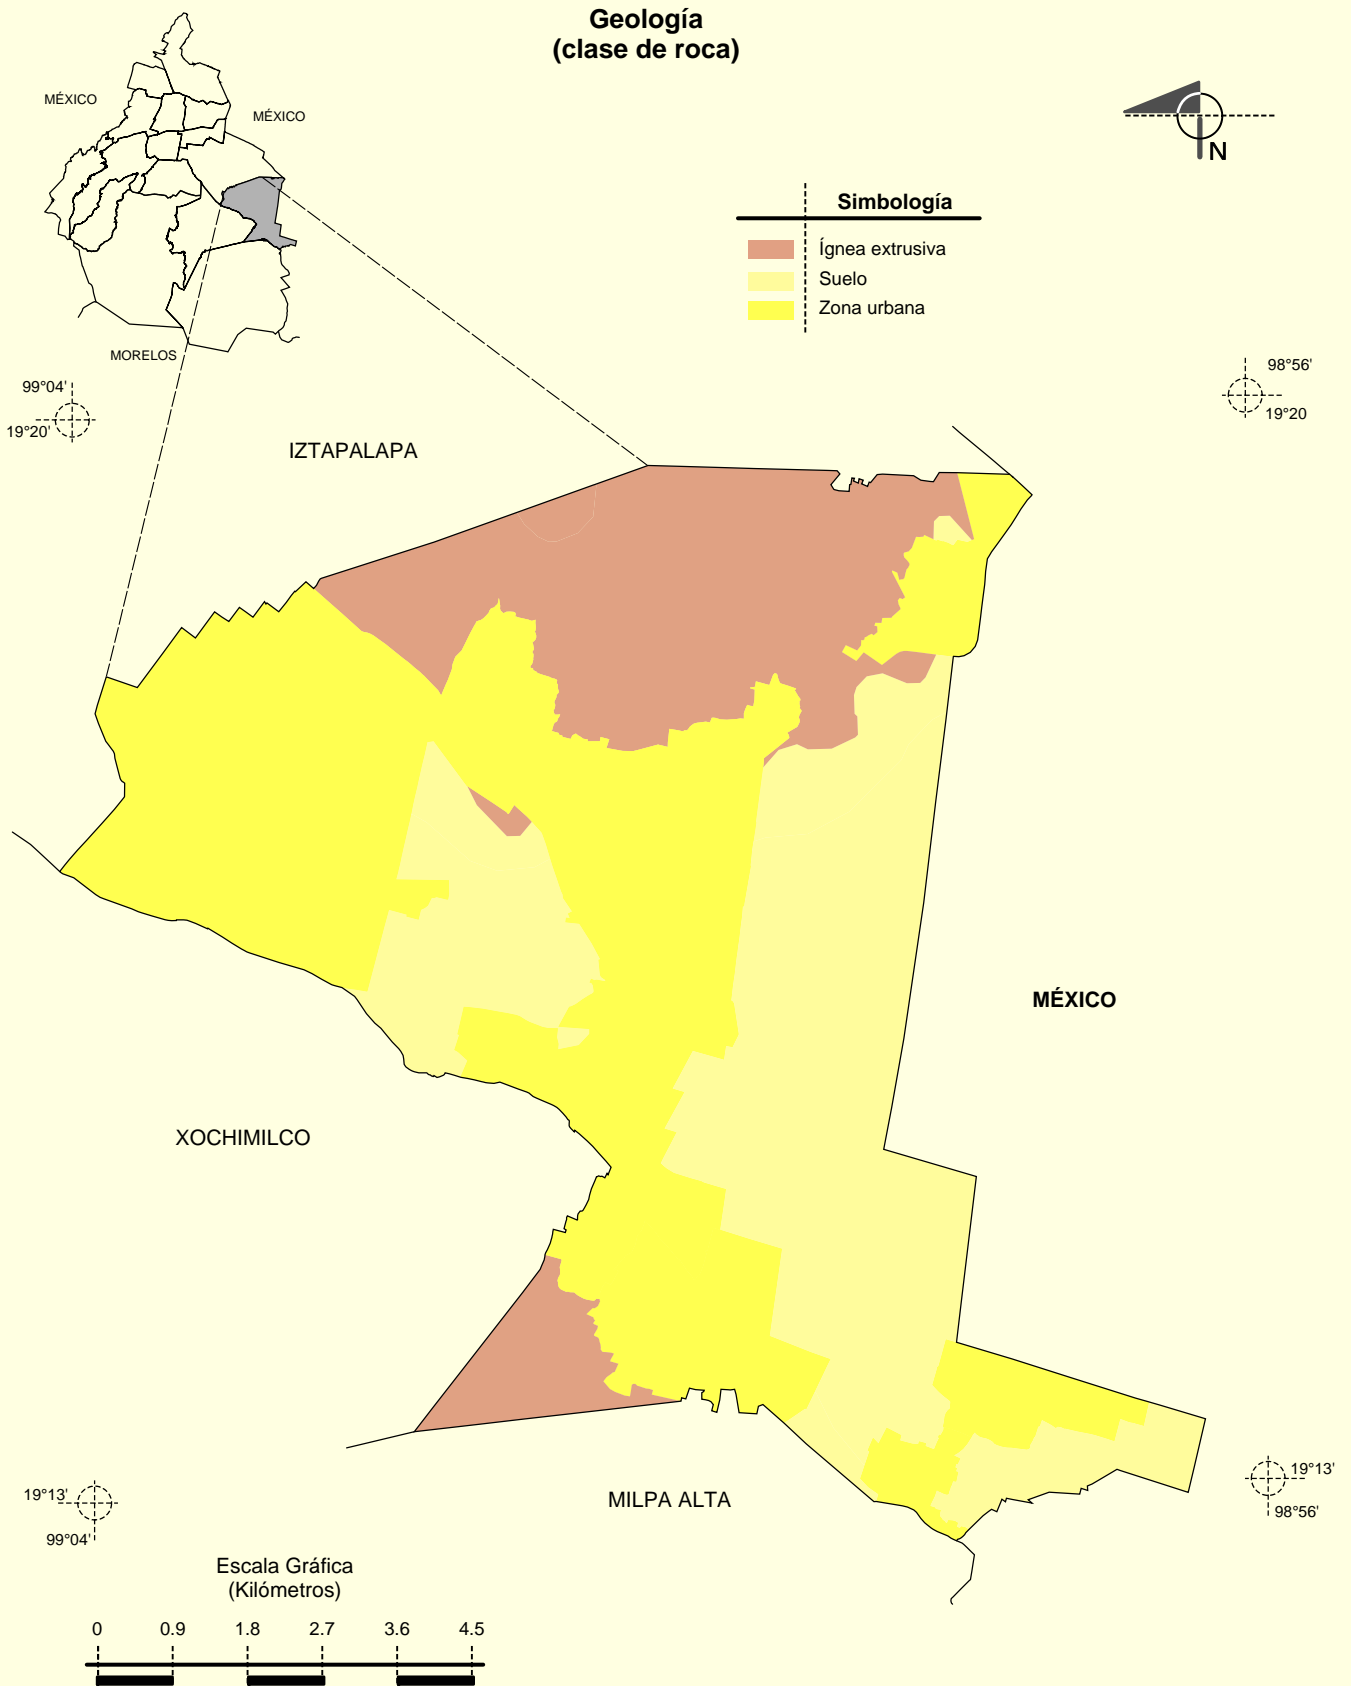 Geología
(clase de roca)
MÉXICO
MÉXICO
N
Simbología
Ígnea extrusiva
Suelo
Zona urbana
MORELOS
99°04'
19°20'
98°56'
19°20
IZTAPALAPA
MÉXICO
XOCHIMILCO
MILPA ALTA
19°13'
99°04'
19°13'
98°56'
Escala Gráfica
(Kilómetros)
0 0.9 1.8 2.7 3.6 4.5